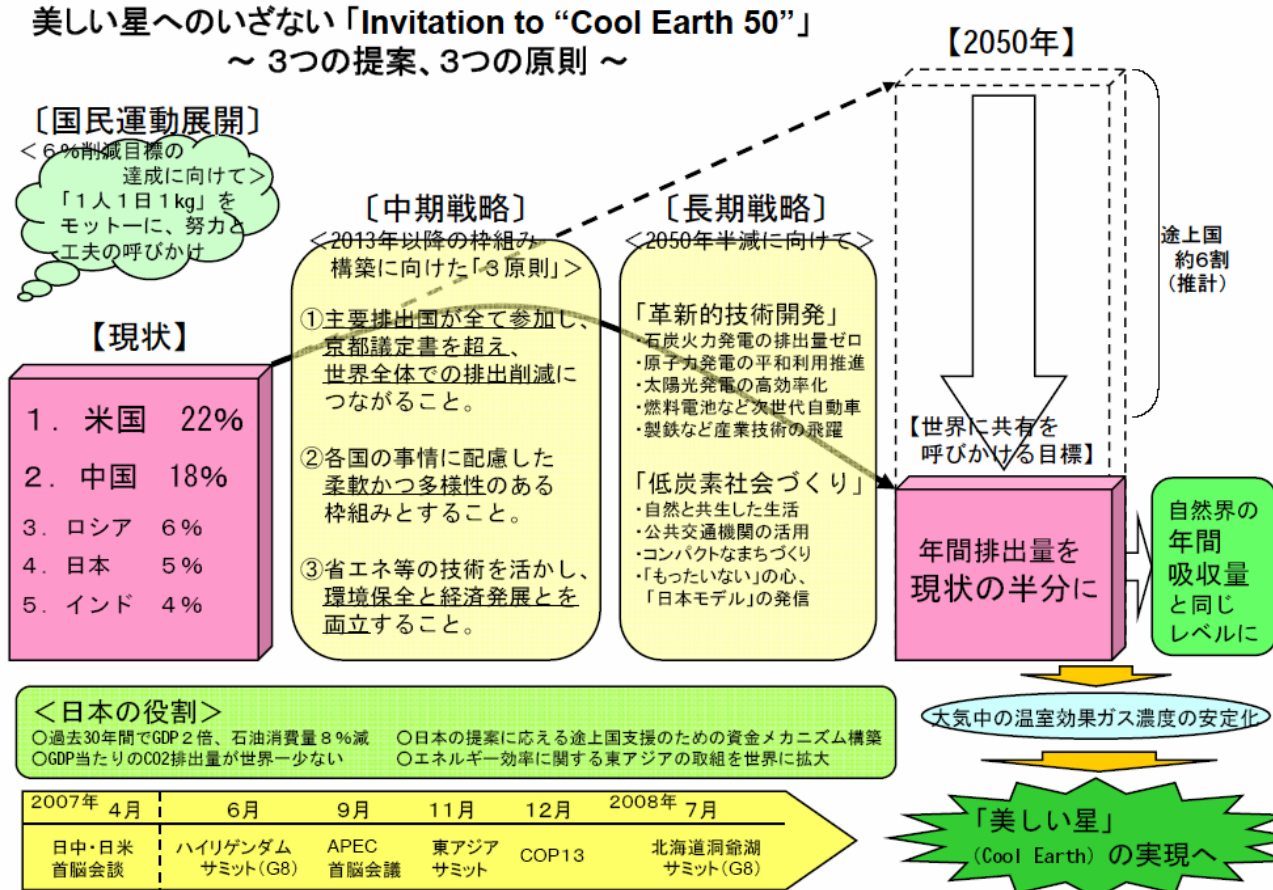 美しい星へのいざない「Invitation to “Cool Earth 50”」
～ 3つの提案、3つの原則 ～
〔国民運動展開〕
＜６％削減目標の
達成に向けて＞
「１人１日１kg」を
モットーに、努力と
工夫の呼びかけ
【現状】
１．米国　22%
２．中国　18%
３．ロシア　６%
４．日本　５%
５．インド　４%
〔中期戦略〕
＜2013年以降の枠組み
構築に向けた「３原則」＞
①主要排出国が全て参加し、
京都議定書を超え、
世界全体での排出削減に
つながること。
②各国の事情に配慮した
柔軟かつ多様性のある
枠組みとすること。
③省エネ等の技術を活かし、
環境保全と経済発展とを
両立すること。
〔長期戦略〕
＜2050年半減に向けて＞
「革新的技術開発」
・石炭火力発電の排出量ゼロ
・原子力発電の平和利用推進
・太陽光発電の高効率化
・燃料電池など次世代自動車
・製鉄など産業技術の飛躍
「低炭素社会づくり」
・自然と共生した生活
・公共交通機関の活用
・コンパクトなまちづくり
・「もったいない」の心、
「日本モデル」の発信
【2050年】
途上国
約6割
（推計）
【世界に共有を
呼びかける目標】
年間排出量を
現状の半分に
自然界の
年間
吸収量
と同じ
レベルに
大気中の温室効果ガス濃度の安定化
「美しい星」
(Cool Earth) の実現へ
＜日本の役割＞
○過去30年間でGDP２倍、石油消費量８％減
○GDP当たりのCO2排出量が世界一少ない
○日本の提案に応える途上国支援のための資金メカニズム構築
○エネルギー効率に関する東アジアの取組を世界に拡大
2007年 4月　6月　9月　11月　12月　2008年 7月
日中・日米　ハイリゲンダム　APEC　東アジア　COP13　北海道洞爺湖
首脳会談　サミット(G8)　首脳会議　サミット　サミット(G8)